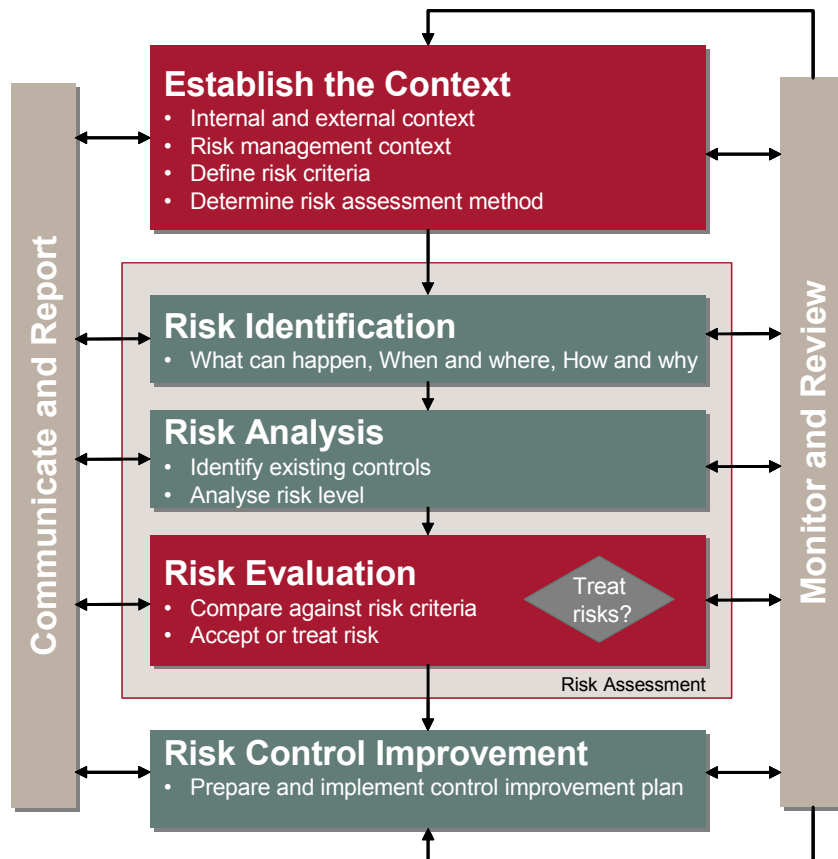 Establish the Context
• Internal and external context
• Risk management context
• Define risk criteria
• Determine risk assessment method
Communicate and Report
Monitor and Review
Risk Identification
• What can happen, When and where, How and why
Risk Analysis
• Identify existing controls
• Analyse risk level
Risk Evaluation
• Compare against risk criteria
• Accept or treat risk
Treat
risks?
Risk Assessment
Risk Control Improvement
• Prepare and implement control improvement plan